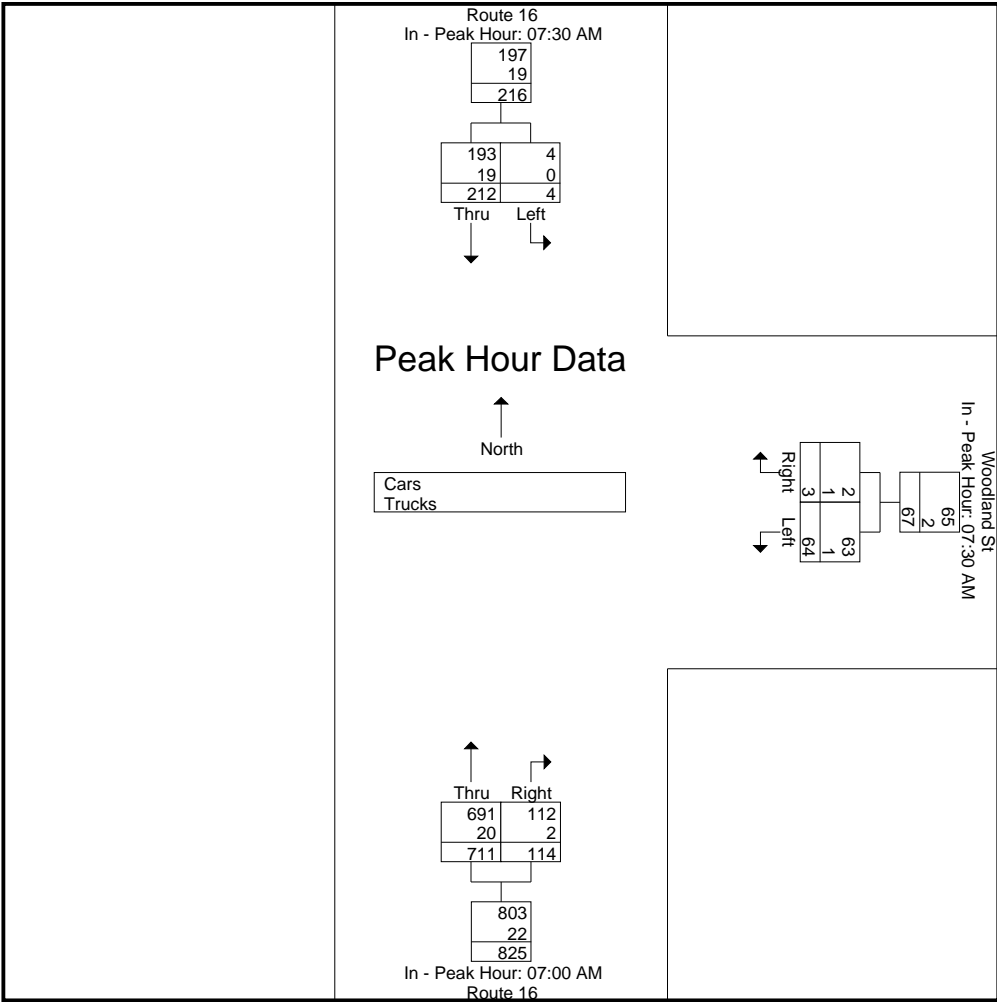 Route 16
In - Peak Hour: 07:30 AM
197
19
216
193 4
19 0
212 4
Thru Left
Peak Hour Data
North
Cars
Trucks
Woodland St
In - Peak Hour: 07:30 AM
65
2
67
2 63
1 1
3 64
Right Left
Thru Right
691 112
20 2
711 114
803
22
825
In - Peak Hour: 07:00 AM
Route 16